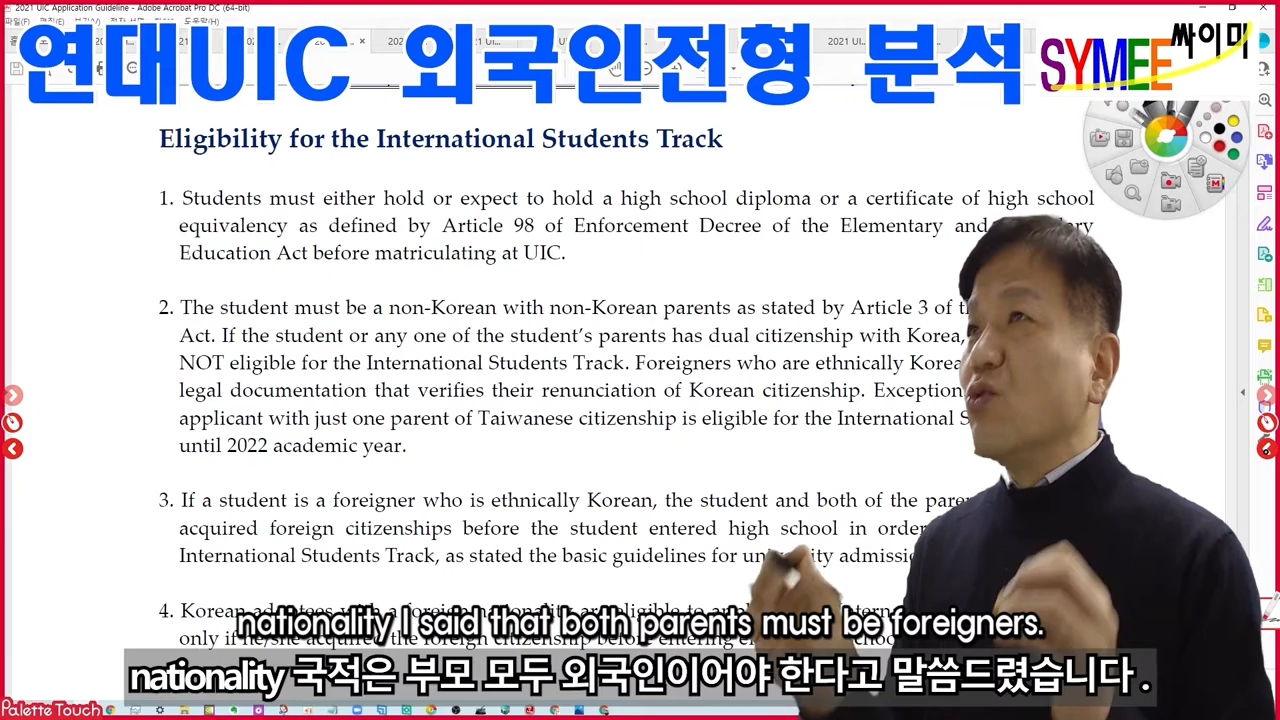 2021 UIC Application Guideline - Adobe Acrobat Pro DC (64-bit)
연대UIC 외국인전형 분석
SYMEE 싸이미
Eligibility for the International Students Track
1. Students must either hold or expect to hold a high school diploma or a certificate of high school
equivalency as defined by Article 98 of Enforcement Decree of the Elementary and
Education Act before matriculating at UIC.
2. The student must be a non-Korean with non-Korean parents as stated by Article 3 of
Act. If the student or any one of the student's parents has dual citizenship with Korea,
NOT eligible for the International Students Track. Foreigners who are ethnically
legal documentation that verifies their renunciation of Korean citizenship.
applicant with just one parent of Taiwanese citizenship is eligible for the International
until 2022 academic year.
3. If a student is a foreigner who is ethnically Korean, the student and both of the
acquired foreign citizenships before the student entered high school in
International Students Track, as stated the basic guidelines for
4. Korean
only if he/she acquired the foreign citizenship before entering
nationality I said that both parents must be foreigners.
nationality 국적은 부모 모두 외국인이어야 한다고 말씀드렸습니다 .
Palette Touch